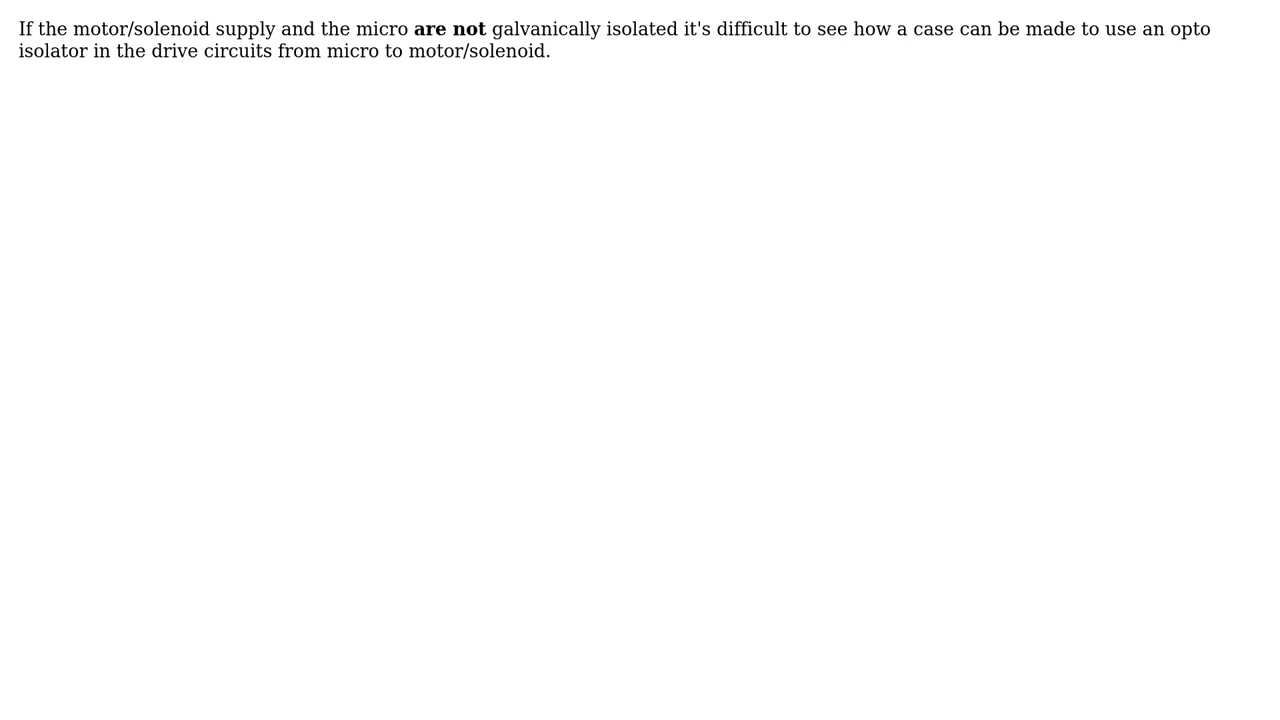 If the motor/solenoid supply and the micro are not galvanically isolated it's difficult to see how a case can be made to use an opto
isolator in the drive circuits from micro to motor/solenoid.